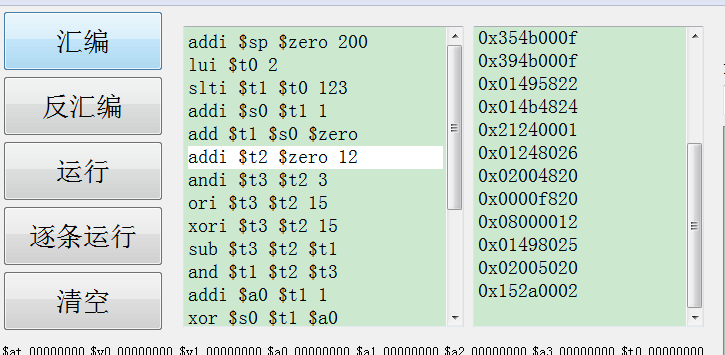 汇编
反汇编
运行
逐条运行
清空
addi $sp $zero 200
lui $t0 2
slti $t1 $t0 123
addi $s0 $t1 1
add $t1 $s0 $zero
addi $t2 $zero 12
andi $t3 $t2 3
ori $t3 $t2 15
xori $t3 $t2 15
sub $t3 $t2 $t1
and $t1 $t2 $t3
addi $a0 $t1 1
xor $s0 $t1 $a0
0x354b000f
0x394b000f
0x01495822
0x014b4824
0x21240001
0x01248026
0x02004820
0x0000f820
0x08000012
0x01498025
0x02005020
0x152a0002
$at 00000000 $v0 00000000 $v1 00000000 $a0 00000000 $a1 00000000 $a2 00000000 $a3 00000000 $t0 00000000